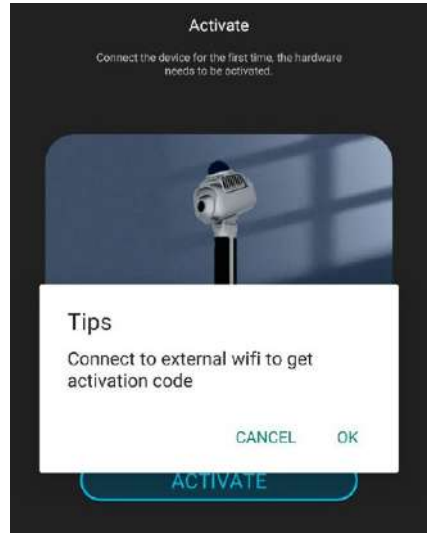 Activate
Connect the device for the first time, the hardware
needs to be activated.
Tips
Connect to external wifi to get
activation code
CANCEL OK
ACTIVATE